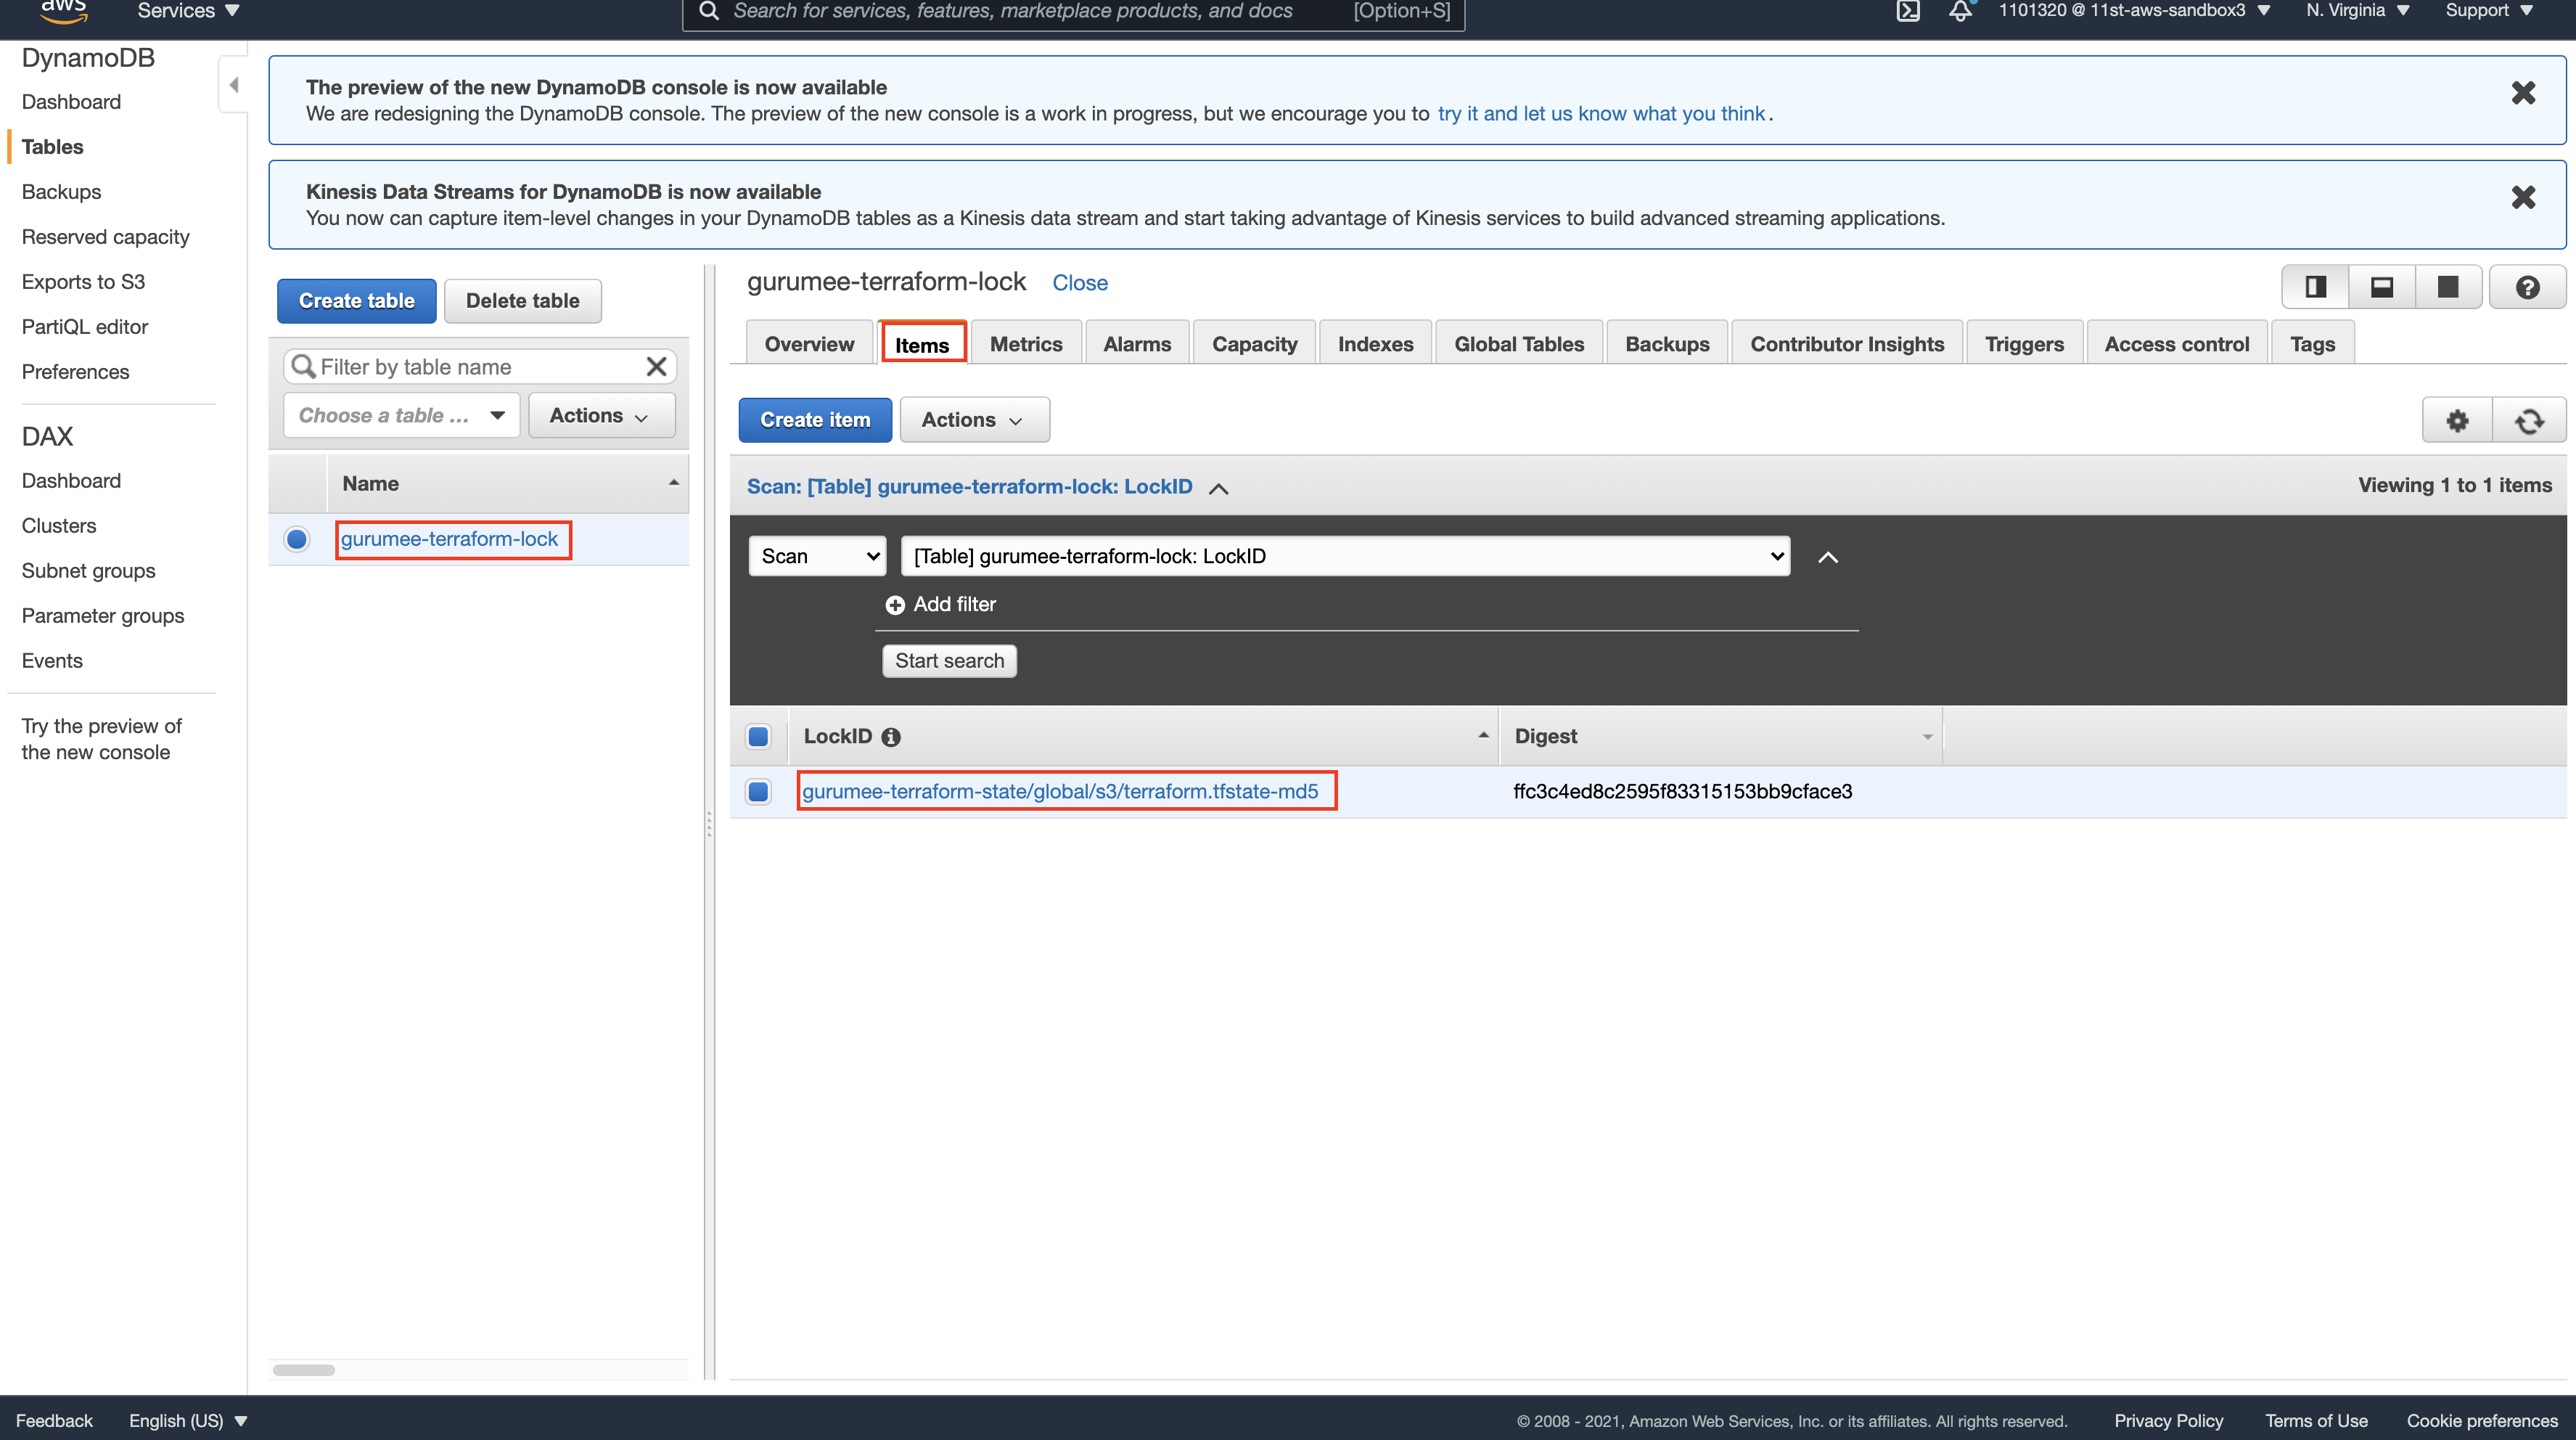 aws
Services
Search for services, features, marketplace products, and docs [Option+S]
1101320 @ 11st-aws-sandbox3
N. Virginia
Support
DynamoDB
Dashboard
Tables
Backups
Reserved capacity
Exports to S3
PartiQL editor
Preferences
DAX
Dashboard
Clusters
Subnet groups
Parameter groups
Events
Try the preview of
the new console
The preview of the new DynamoDB console is now available
We are redesigning the DynamoDB console. The preview of the new console is a work in progress, but we encourage you to try it and let us know what you think.
Kinesis Data Streams for DynamoDB is now available
You now can capture item-level changes in your DynamoDB tables as a Kinesis data stream and start taking advantage of Kinesis services to build advanced streaming applications.
Create table
Delete table
Filter by table name
Choose a table ...
Actions
Name
gurumee-terraform-lock
gurumee-terraform-lock Close
Overview
Items
Metrics
Alarms
Capacity
Indexes
Global Tables
Backups
Contributor Insights
Triggers
Access control
Tags
Create item
Actions
Scan: [Table] gurumee-terraform-lock: LockID
Viewing 1 to 1 items
Scan
[Table] gurumee-terraform-lock: LockID
Add filter
Start search
LockID
Digest
gurumee-terraform-state/global/s3/terraform.tfstate-md5
ffc3c4ed8c2595f83315153bb9cface3
Feedback
English (US)
© 2008 - 2021, Amazon Web Services, Inc. or its affiliates. All rights reserved.
Privacy Policy
Terms of Use
Cookie preferences